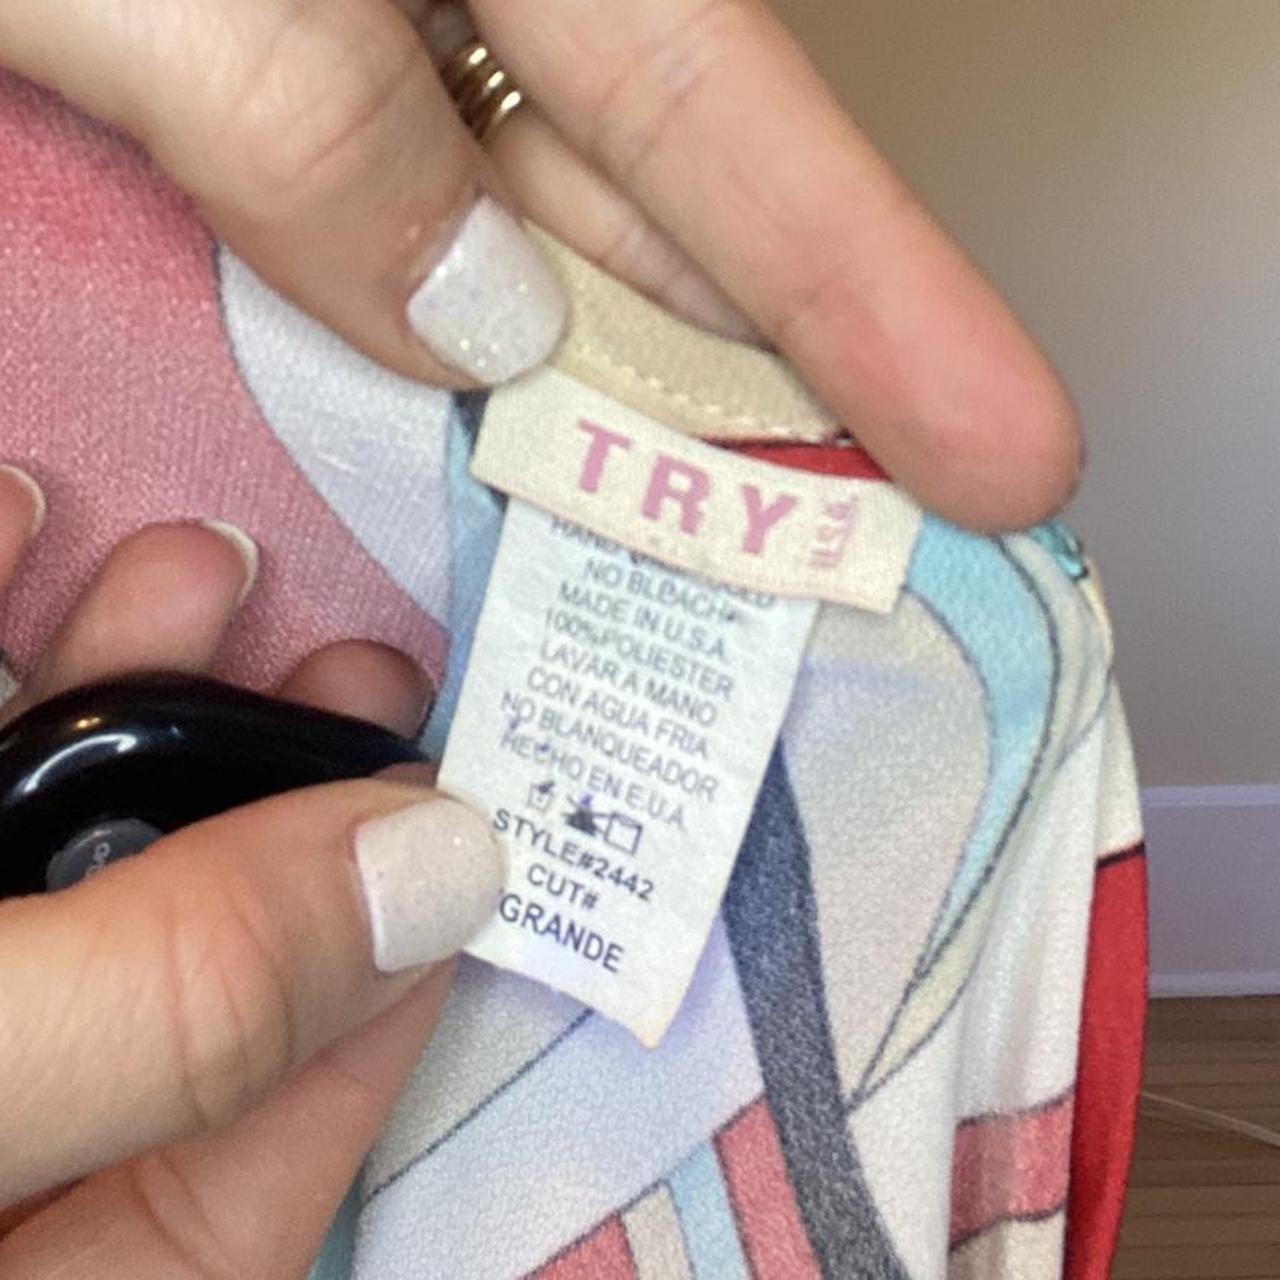 TRY U.S.A.
NO BLEACH
MADE IN U.S.A.
100%POLIESTER
LAVAR A MANO
CON AGUA FRIA
NO BLANQUEADOR
HECHO EN E.U.A.
STYLE#2442
CUT#
GRANDE